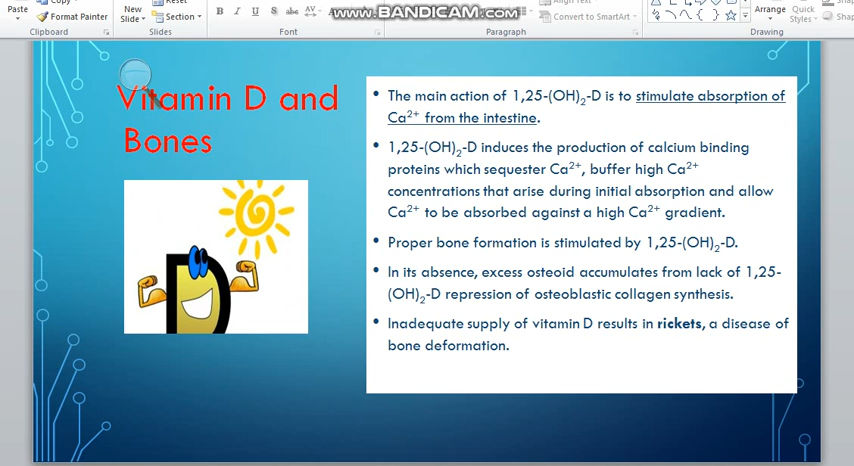 Copy
Reset
Align Text
Paste
Format Painter
New
Slide
Section
B I U S abc AV
WWW.BANDICAM.COM
Convert to SmartArt
Arrange
Quick
Styles
Clipboard
Slides
Font
Paragraph
Drawing
Vitamin D and
Bones
D
• The main action of 1,25-(OH)₂-D is to stimulate absorption of
Ca²⁺ from the intestine.
• 1,25-(OH)₂-D induces the production of calcium binding
proteins which sequester Ca²⁺, buffer high Ca²⁺
concentrations that arise during initial absorption and allow
Ca²⁺ to be absorbed against a high Ca²⁺ gradient.
• Proper bone formation is stimulated by 1,25-(OH)₂-D.
• In its absence, excess osteoid accumulates from lack of 1,25-
(OH)₂-D repression of osteoblastic collagen synthesis.
• Inadequate supply of vitamin D results in rickets, a disease of
bone deformation.